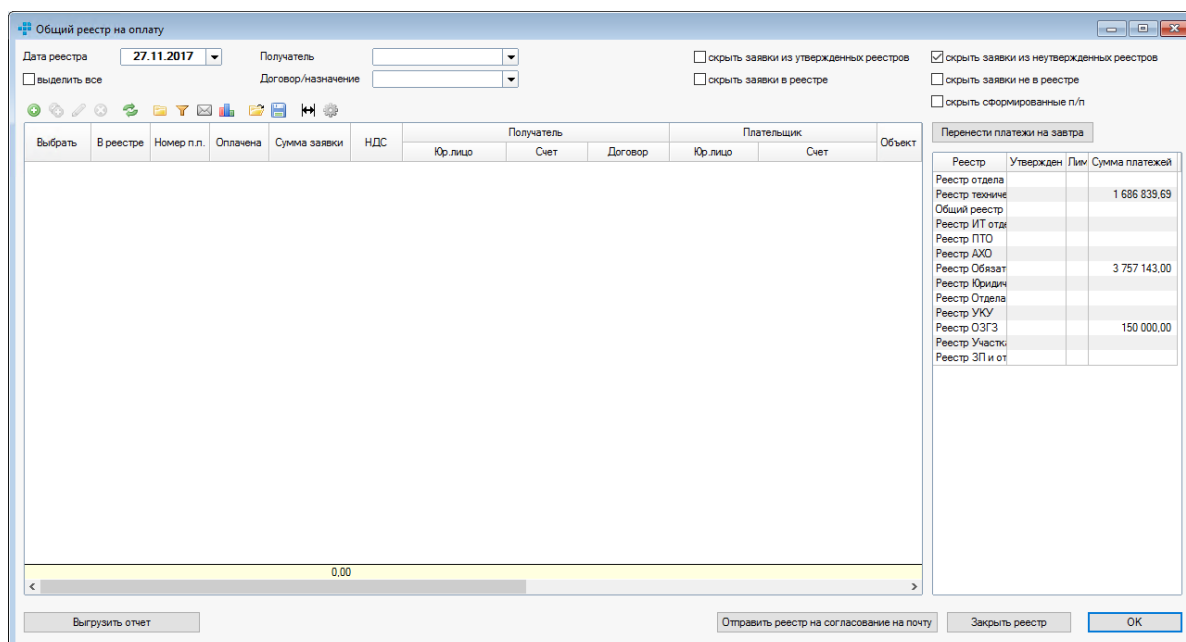 Общий реестр на оплату
Дата реестра 27.11.2017 Получатель скрыть заявки из утвержденных реестров скрыть заявки из неутвержденных реестров
выделить все Договор/назначение скрыть заявки в реестре скрыть заявки не в реестре
скрыть сформированные п/п
Перенести платежи на завтра
Выбрать В реестре Номер п.п. Оплачена Сумма заявки НДС Получатель Плательщик Объект
Юр.лицо Счет Договор Юр.лицо Счет
Реестр Утвержден Лим Сумма платежей
Реестр отдела
Реестр техниче 1 686 839,69
Общий реестр
Реестр ИТ отде
Реестр ПТО
Реестр АХО
Реестр Обязат 3 757 143,00
Реестр Юридич
Реестр Отдела
Реестр УКУ
Реестр ОЗГЗ 150 000,00
Реестр Участка
Реестр ЗП и от
0,00
Выгрузить отчет Отправить реестр на согласование на почту Закрыть реестр ОК